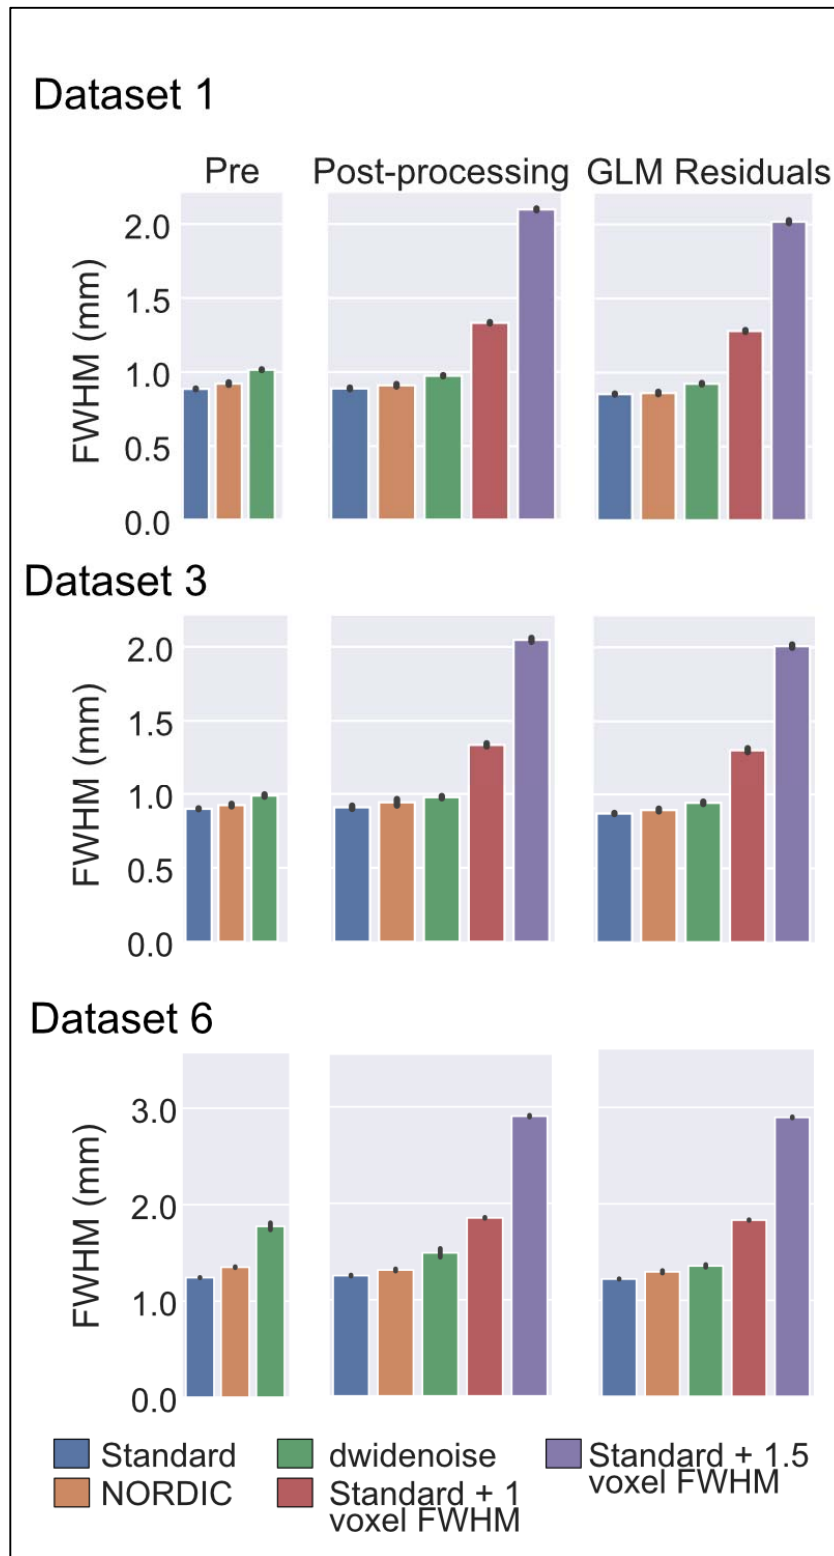 Dataset 1
Pre Post-processing GLM Residuals
FWHM (mm)
2.0
1.5
1.0
0.5
0.0
Dataset 3
FWHM (mm)
2.0
1.5
1.0
0.5
0.0
Dataset 6
FWHM (mm)
3.0
2.0
1.0
0.0
Standard
NORDIC
dwidenoise
Standard + 1
voxel FWHM
Standard + 1.5
voxel FWHM